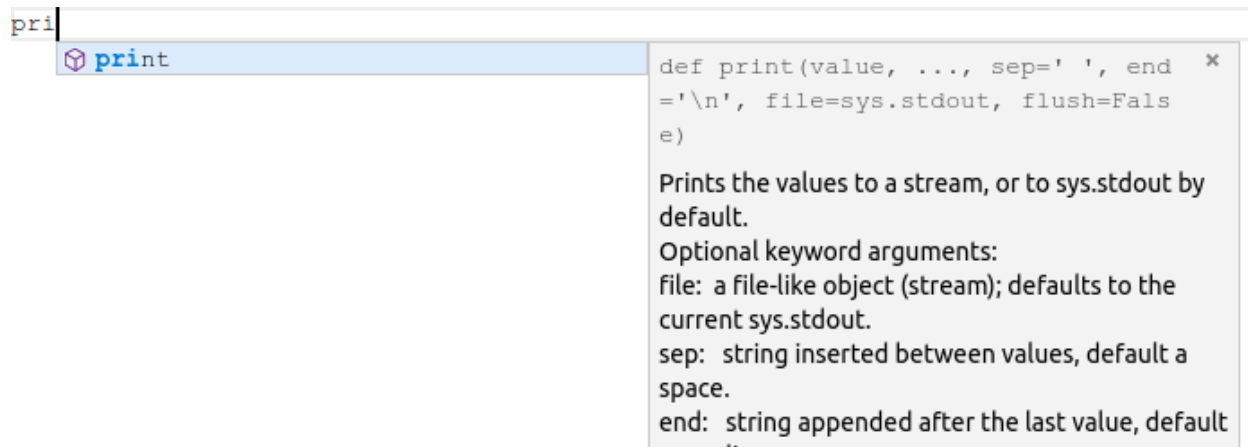 pri
print
def print(value, ..., sep=' ', end
='\n', file=sys.stdout, flush=Fals
e)
Prints the values to a stream, or to sys.stdout by
default.
Optional keyword arguments:
file:  a file-like object (stream); defaults to the
current sys.stdout.
sep:   string inserted between values, default a
space.
end:   string appended after the last value, default